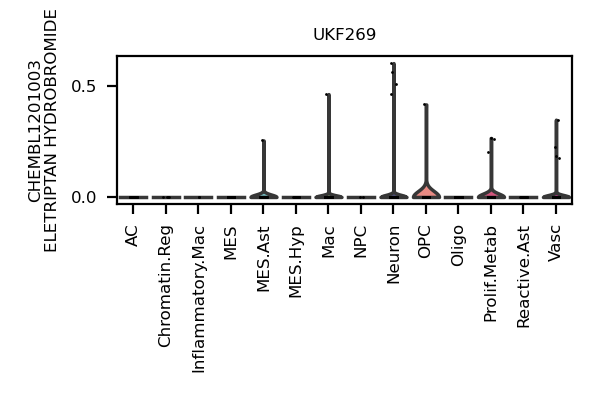 UKF269
CHEMBL1201003
ELETRIPTAN HYDROBROMIDE
0.5
0.0
AC
Chromatin.Reg
Inflammatory.Mac
MES
MES.Ast
MES.Hyp
Mac
NPC
Neuron
OPC
Oligo
Prolif.Metab
Reactive.Ast
Vasc